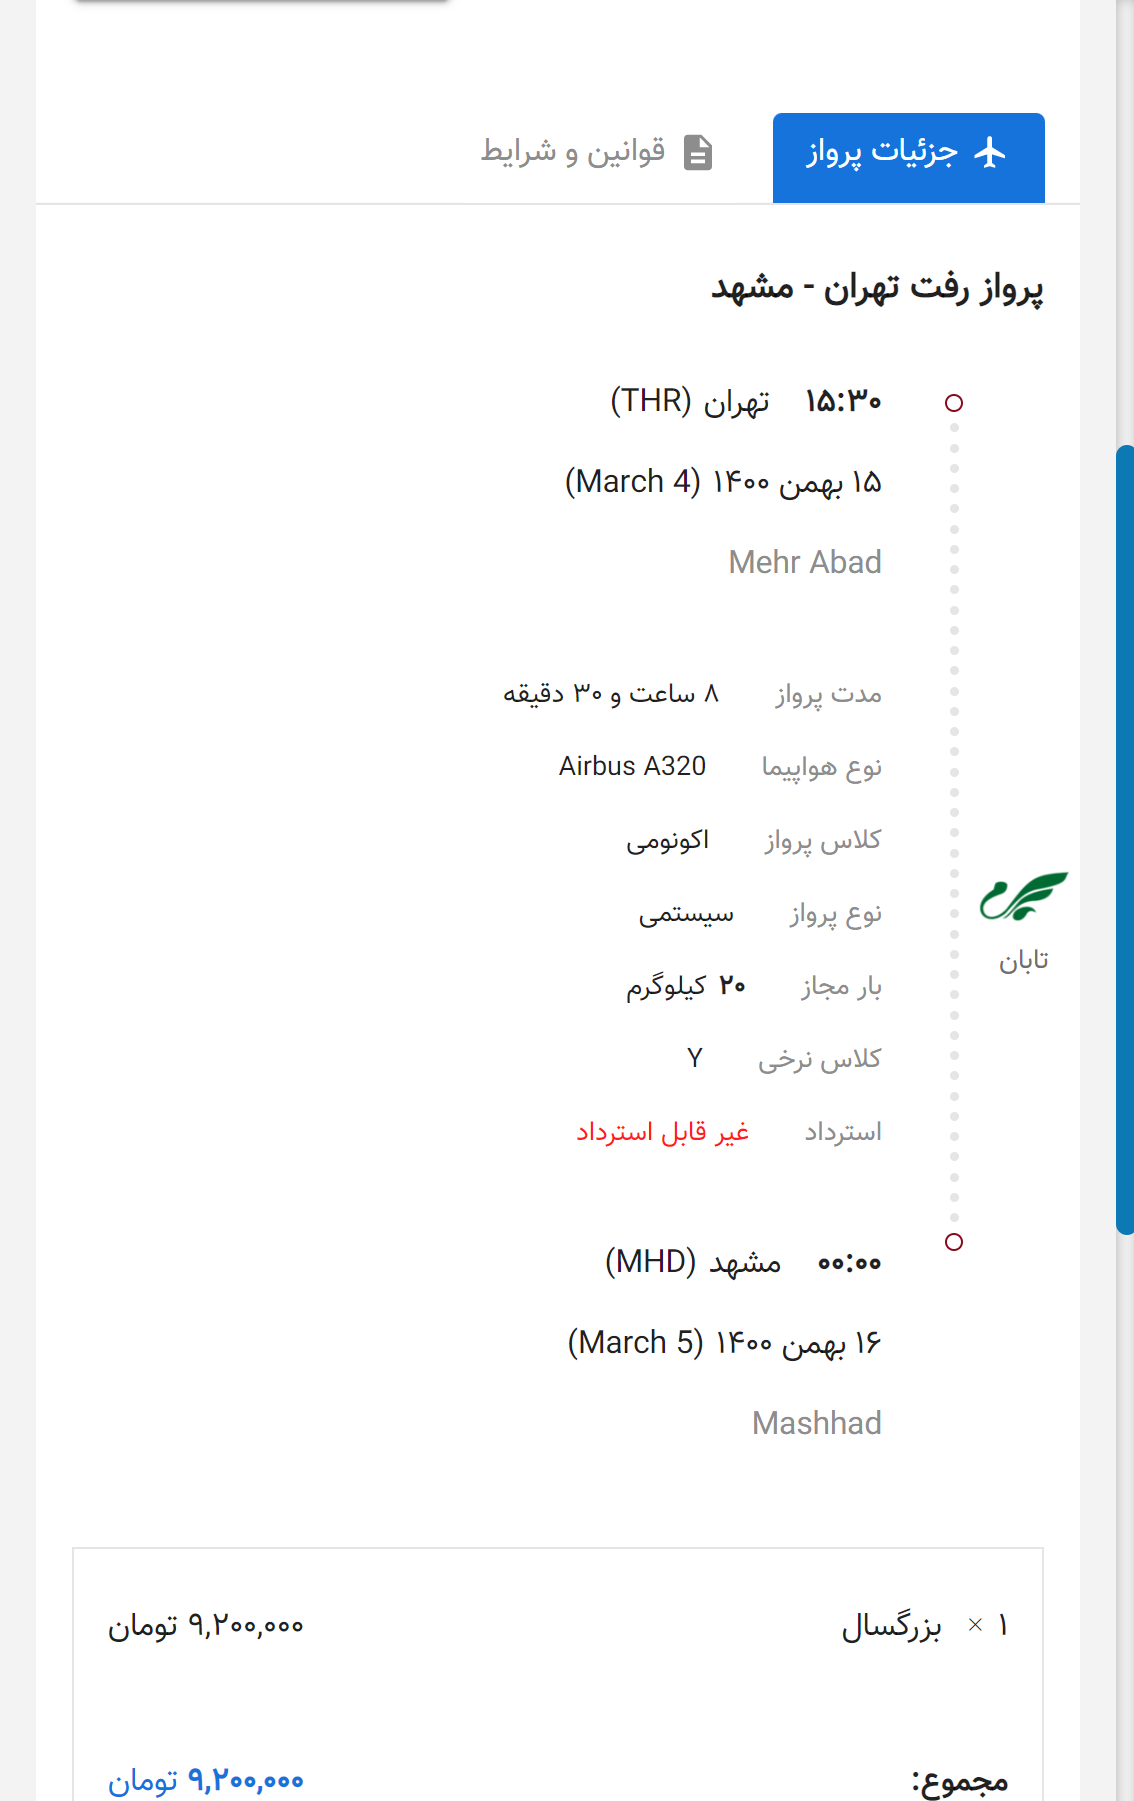 جزئیات پرواز
قوانین و شرایط
پرواز رفت تهران - مشهد
۱۵:۳۰ تهران (THR)
۱۵ بهمن ۱۴۰۰ (March 4)
Mehr Abad
مدت پرواز ۸ ساعت و ۳۰ دقیقه
نوع هواپیما Airbus A320
کلاس پرواز اکونومی
نوع پرواز سیستمی
تابان
بار مجاز ۲۰ کیلوگرم
کلاس نرخی Y
استرداد غیر قابل استرداد
۰۰:۰۰ مشهد (MHD)
۱۶ بهمن ۱۴۰۰ (March 5)
Mashhad
۱ × بزرگسال ۹,۲۰۰,۰۰۰ تومان
مجموع: ۹,۲۰۰,۰۰۰ تومان